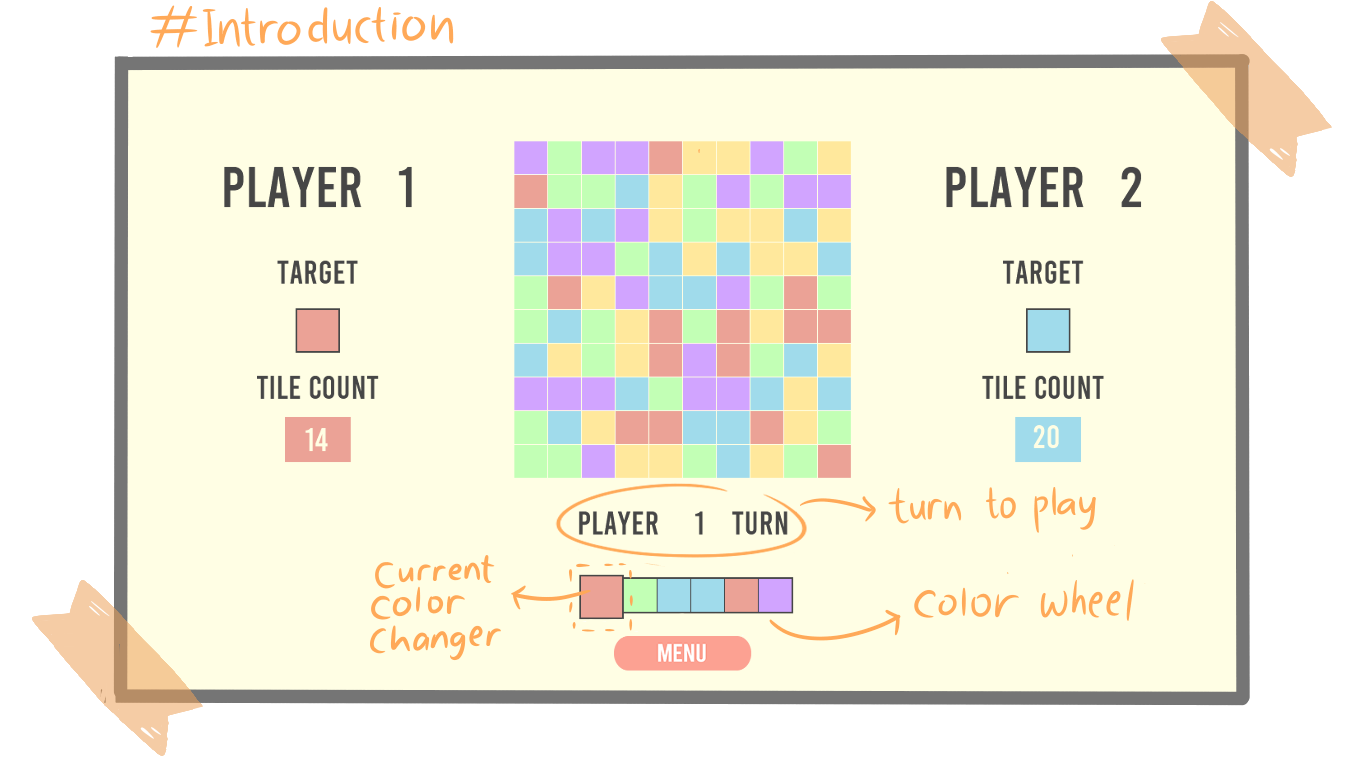 #Introduction
PLAYER 1
TARGET
TILE COUNT
14
PLAYER 2
TARGET
TILE COUNT
20
PLAYER 1 TURN
turn to play
Current
Color
Changer
Color wheel
MENU